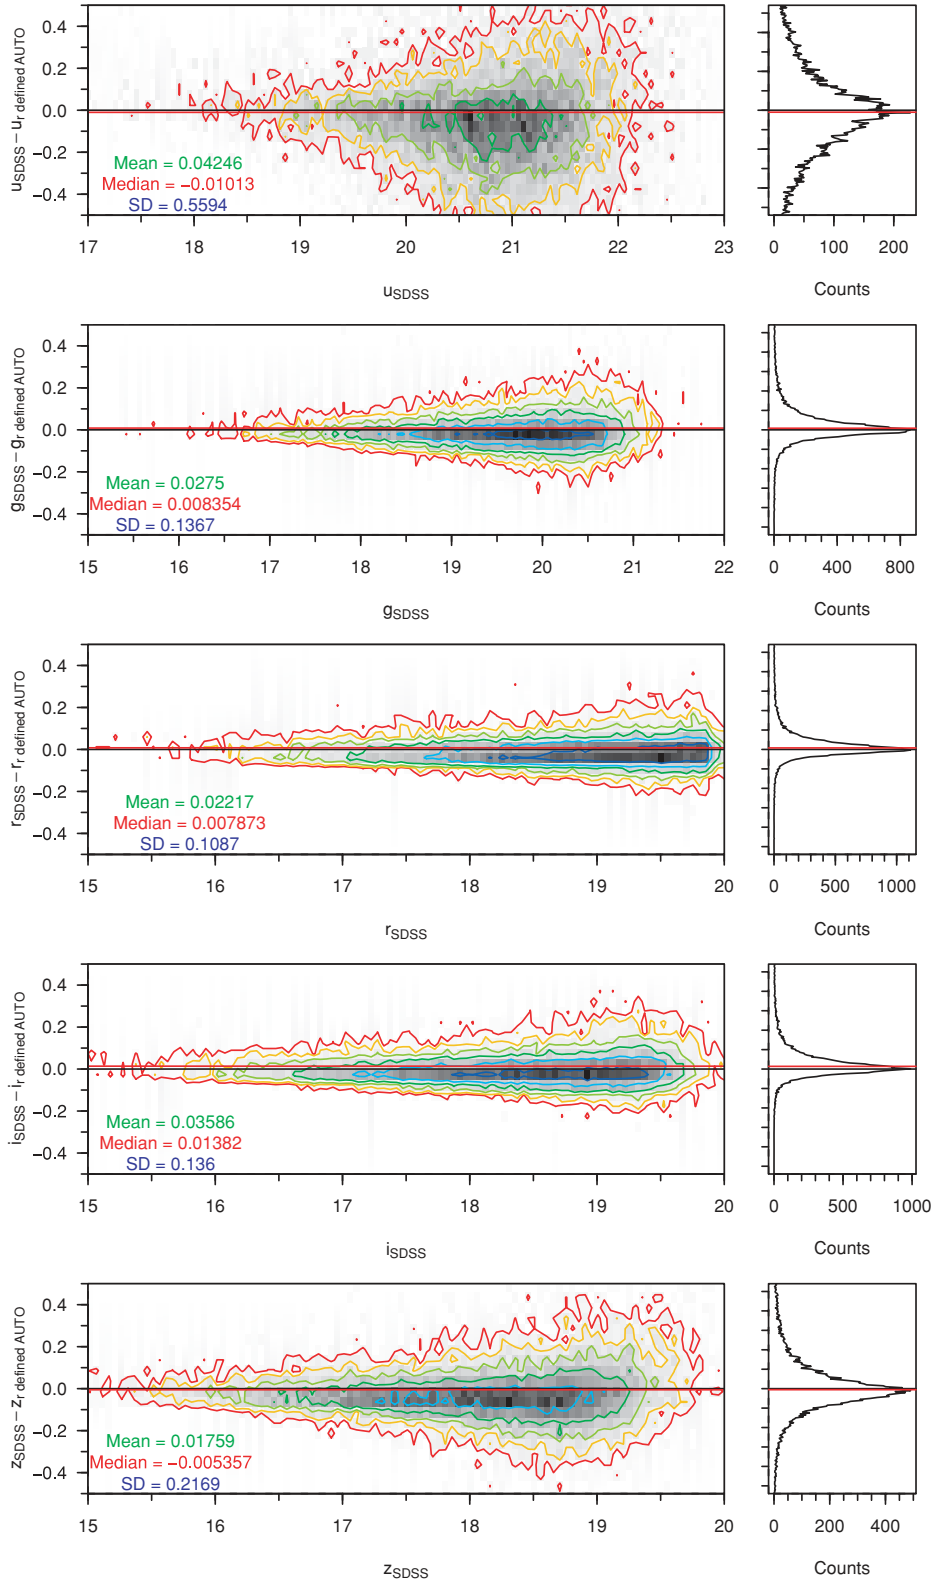 uSDSS − ur defined AUTO
0.4
0.2
0.0
−0.2
−0.4
Mean = 0.04246
Median = −0.01013
SD = 0.5594
17 18 19 20 21 22 23
0 100 200
uSDSS
Counts
gSDSS − gr defined AUTO
0.4
0.2
0.0
−0.2
−0.4
Mean = 0.0275
Median = 0.008354
SD = 0.1367
15 16 17 18 19 20 21 22
0 400 800
gSDSS
Counts
rSDSS − rr defined AUTO
0.4
0.2
0.0
−0.2
−0.4
Mean = 0.02217
Median = 0.007873
SD = 0.1087
15 16 17 18 19 20
0 500 1000
rSDSS
Counts
iSDSS − ir defined AUTO
0.4
0.2
0.0
−0.2
−0.4
Mean = 0.03586
Median = 0.01382
SD = 0.136
15 16 17 18 19 20
0 500 1000
iSDSS
Counts
zSDSS − zr defined AUTO
0.4
0.2
0.0
−0.2
−0.4
Mean = 0.01759
Median = −0.005357
SD = 0.2169
15 16 17 18 19 20
0 200 400
zSDSS
Counts